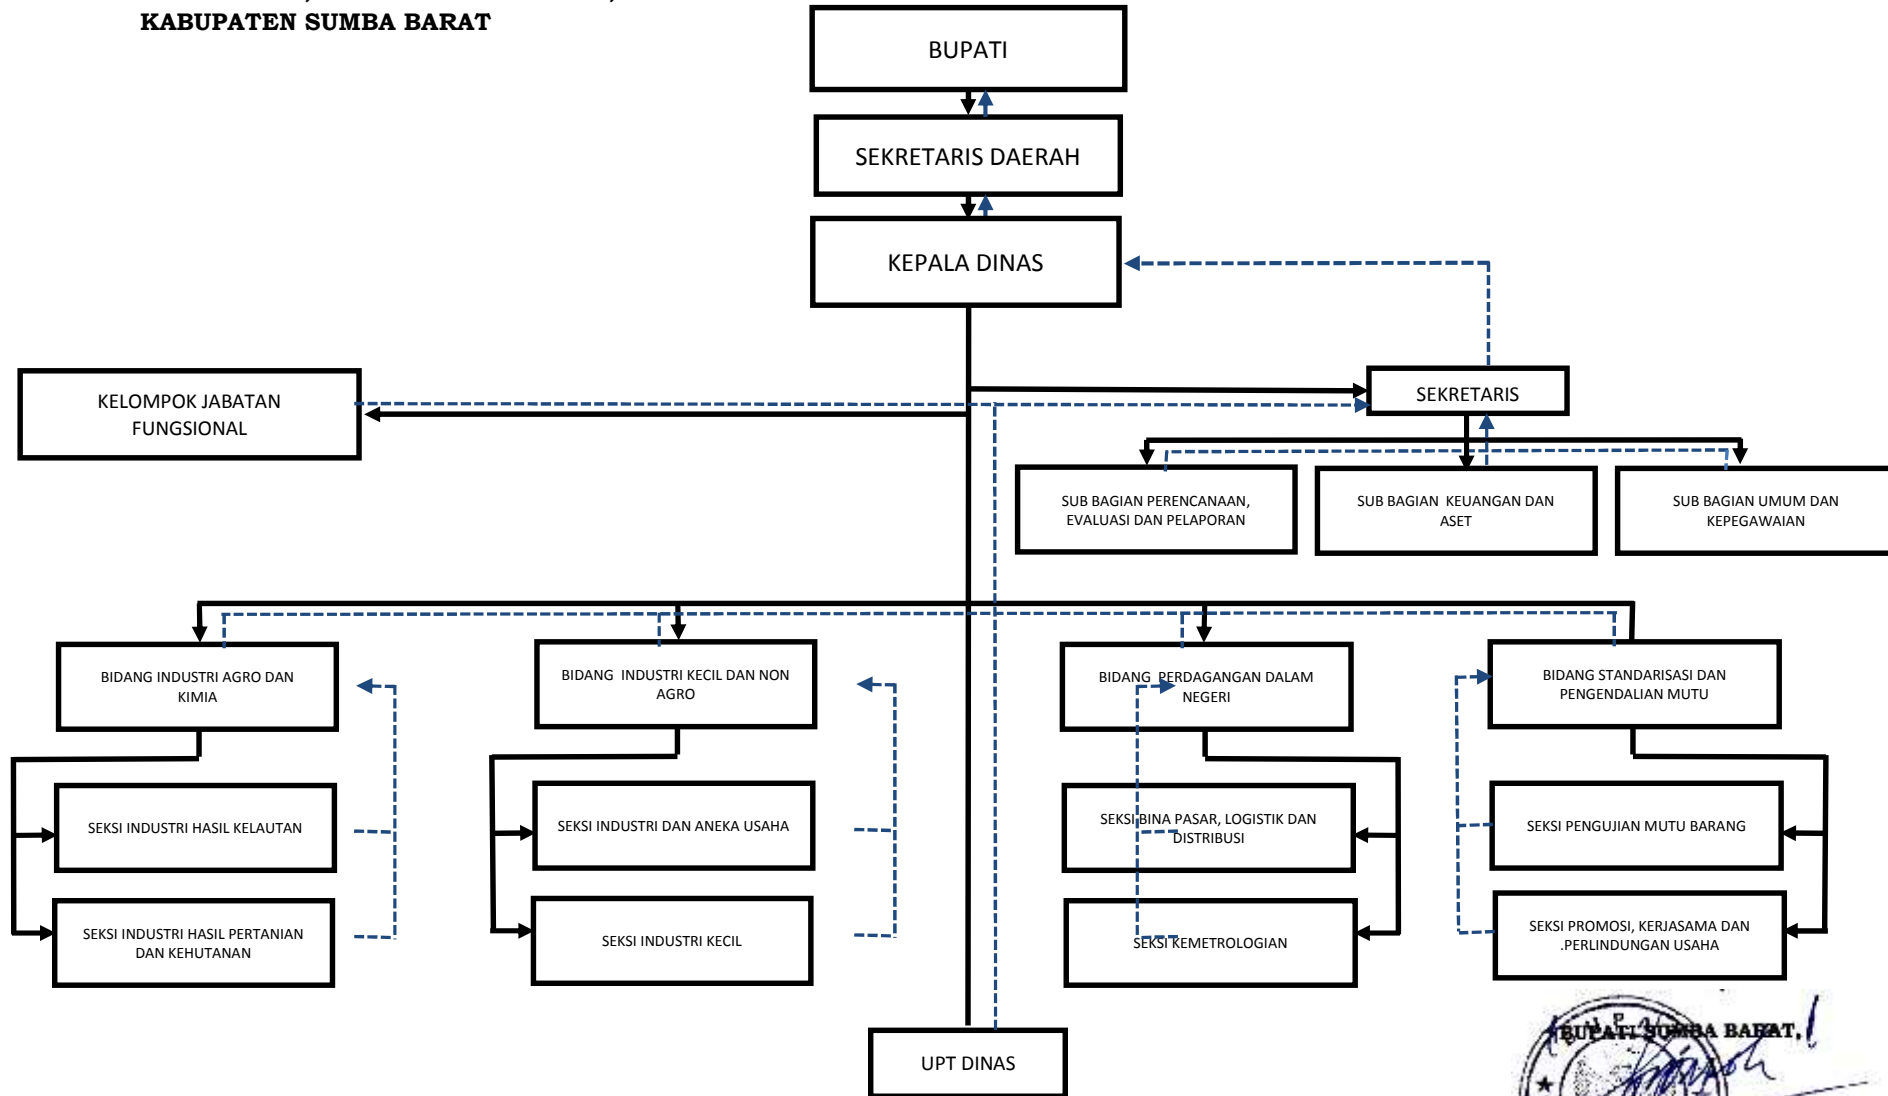 KABUPATEN SUMBA BARAT
BUPATI
SEKRETARIS DAERAH
KEPALA DINAS
KELOMPOK JABATAN
FUNGSIONAL
SEKRETARIS
SUB BAGIAN PERENCANAAN,
EVALUASI DAN PELAPORAN
SUB BAGIAN KEUANGAN DAN
ASET
SUB BAGIAN UMUM DAN
KEPEGAWAIAN
BIDANG INDUSTRI AGRO DAN
KIMIA
BIDANG INDUSTRI KECIL DAN NON
AGRO
BIDANG PERDAGANGAN DALAM
NEGERI
BIDANG STANDARISASI DAN
PENGENDALIAN MUTU
SEKSI INDUSTRI HASIL KELAUTAN
SEKSI INDUSTRI DAN ANEKA USAHA
SEKSI BINA PASAR, LOGISTIK DAN
DISTRIBUSI
SEKSI PENGUJIAN MUTU BARANG
SEKSI INDUSTRI HASIL PERTANIAN
DAN KEHUTANAN
SEKSI INDUSTRI KECIL
SEKSI KEMETROLOGIAN
SEKSI PROMOSI, KERJASAMA DAN
.PERLINDUNGAN USAHA
UPT DINAS
BUPATI SUMBA BARAT,